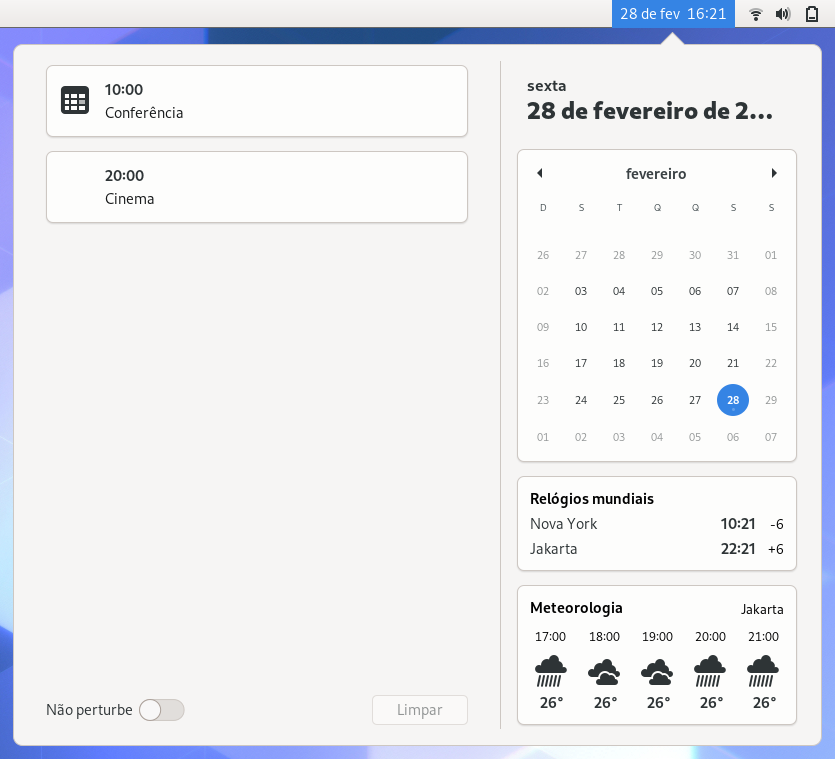 28 de fev 16:21
10:00
Conferência
20:00
Cinema
Não perturbe
Limpar
sexta
28 de fevereiro de 2...
fevereiro
D S T Q Q S S
26 27 28 29 30 31 01
02 03 04 05 06 07 08
09 10 11 12 13 14 15
16 17 18 19 20 21 22
23 24 25 26 27 28 29
01 02 03 04 05 06 07
Relógios mundiais
Nova York 10:21 -6
Jakarta 22:21 +6
Meteorologia Jakarta
17:00 18:00 19:00 20:00 21:00
26° 26° 26° 26° 26°